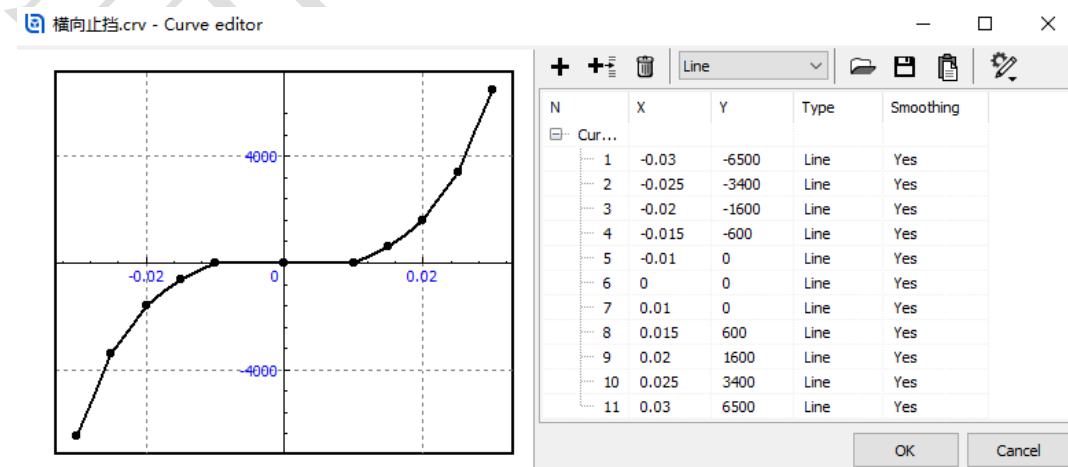 横向止挡.crv - Curve editor
4000
-0.02
0
0.02
-4000
Line
N X Y Type Smoothing
Cur...
1 -0.03 -6500 Line Yes
2 -0.025 -3400 Line Yes
3 -0.02 -1600 Line Yes
4 -0.015 -600 Line Yes
5 -0.01 0 Line Yes
6 0 0 Line Yes
7 0.01 0 Line Yes
8 0.015 600 Line Yes
9 0.02 1600 Line Yes
10 0.025 3400 Line Yes
11 0.03 6500 Line Yes
OK Cancel